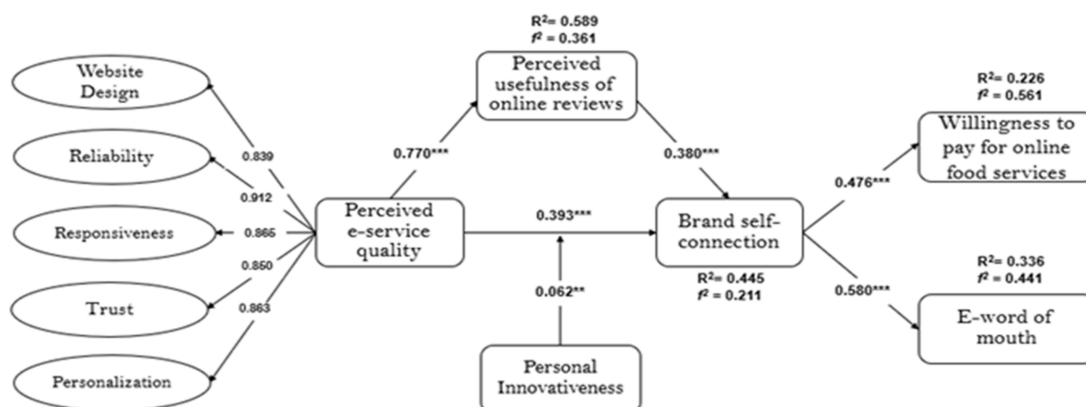 R²= 0.589
f² = 0.361
Perceived
usefulness of
online reviews
Website
Design
Reliability
Responsiveness
Trust
Personalization
0.839
0.912
0.865
0.850
0.863
Perceived
e-service
quality
0.770***
0.380***
0.393***
0.062**
Personal
Innovativeness
Brand self-
connection
R²= 0.445
f² = 0.211
0.476***
0.580***
R²= 0.226
f² = 0.561
Willingness to
pay for online
food services
R²= 0.336
f² = 0.441
E-word of
mouth